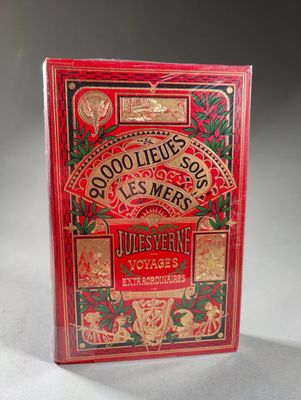 20.000 LIEUES SOUS
LES MERS
JULES VERNE
VOYAGES
EXTRAORDINAIRES